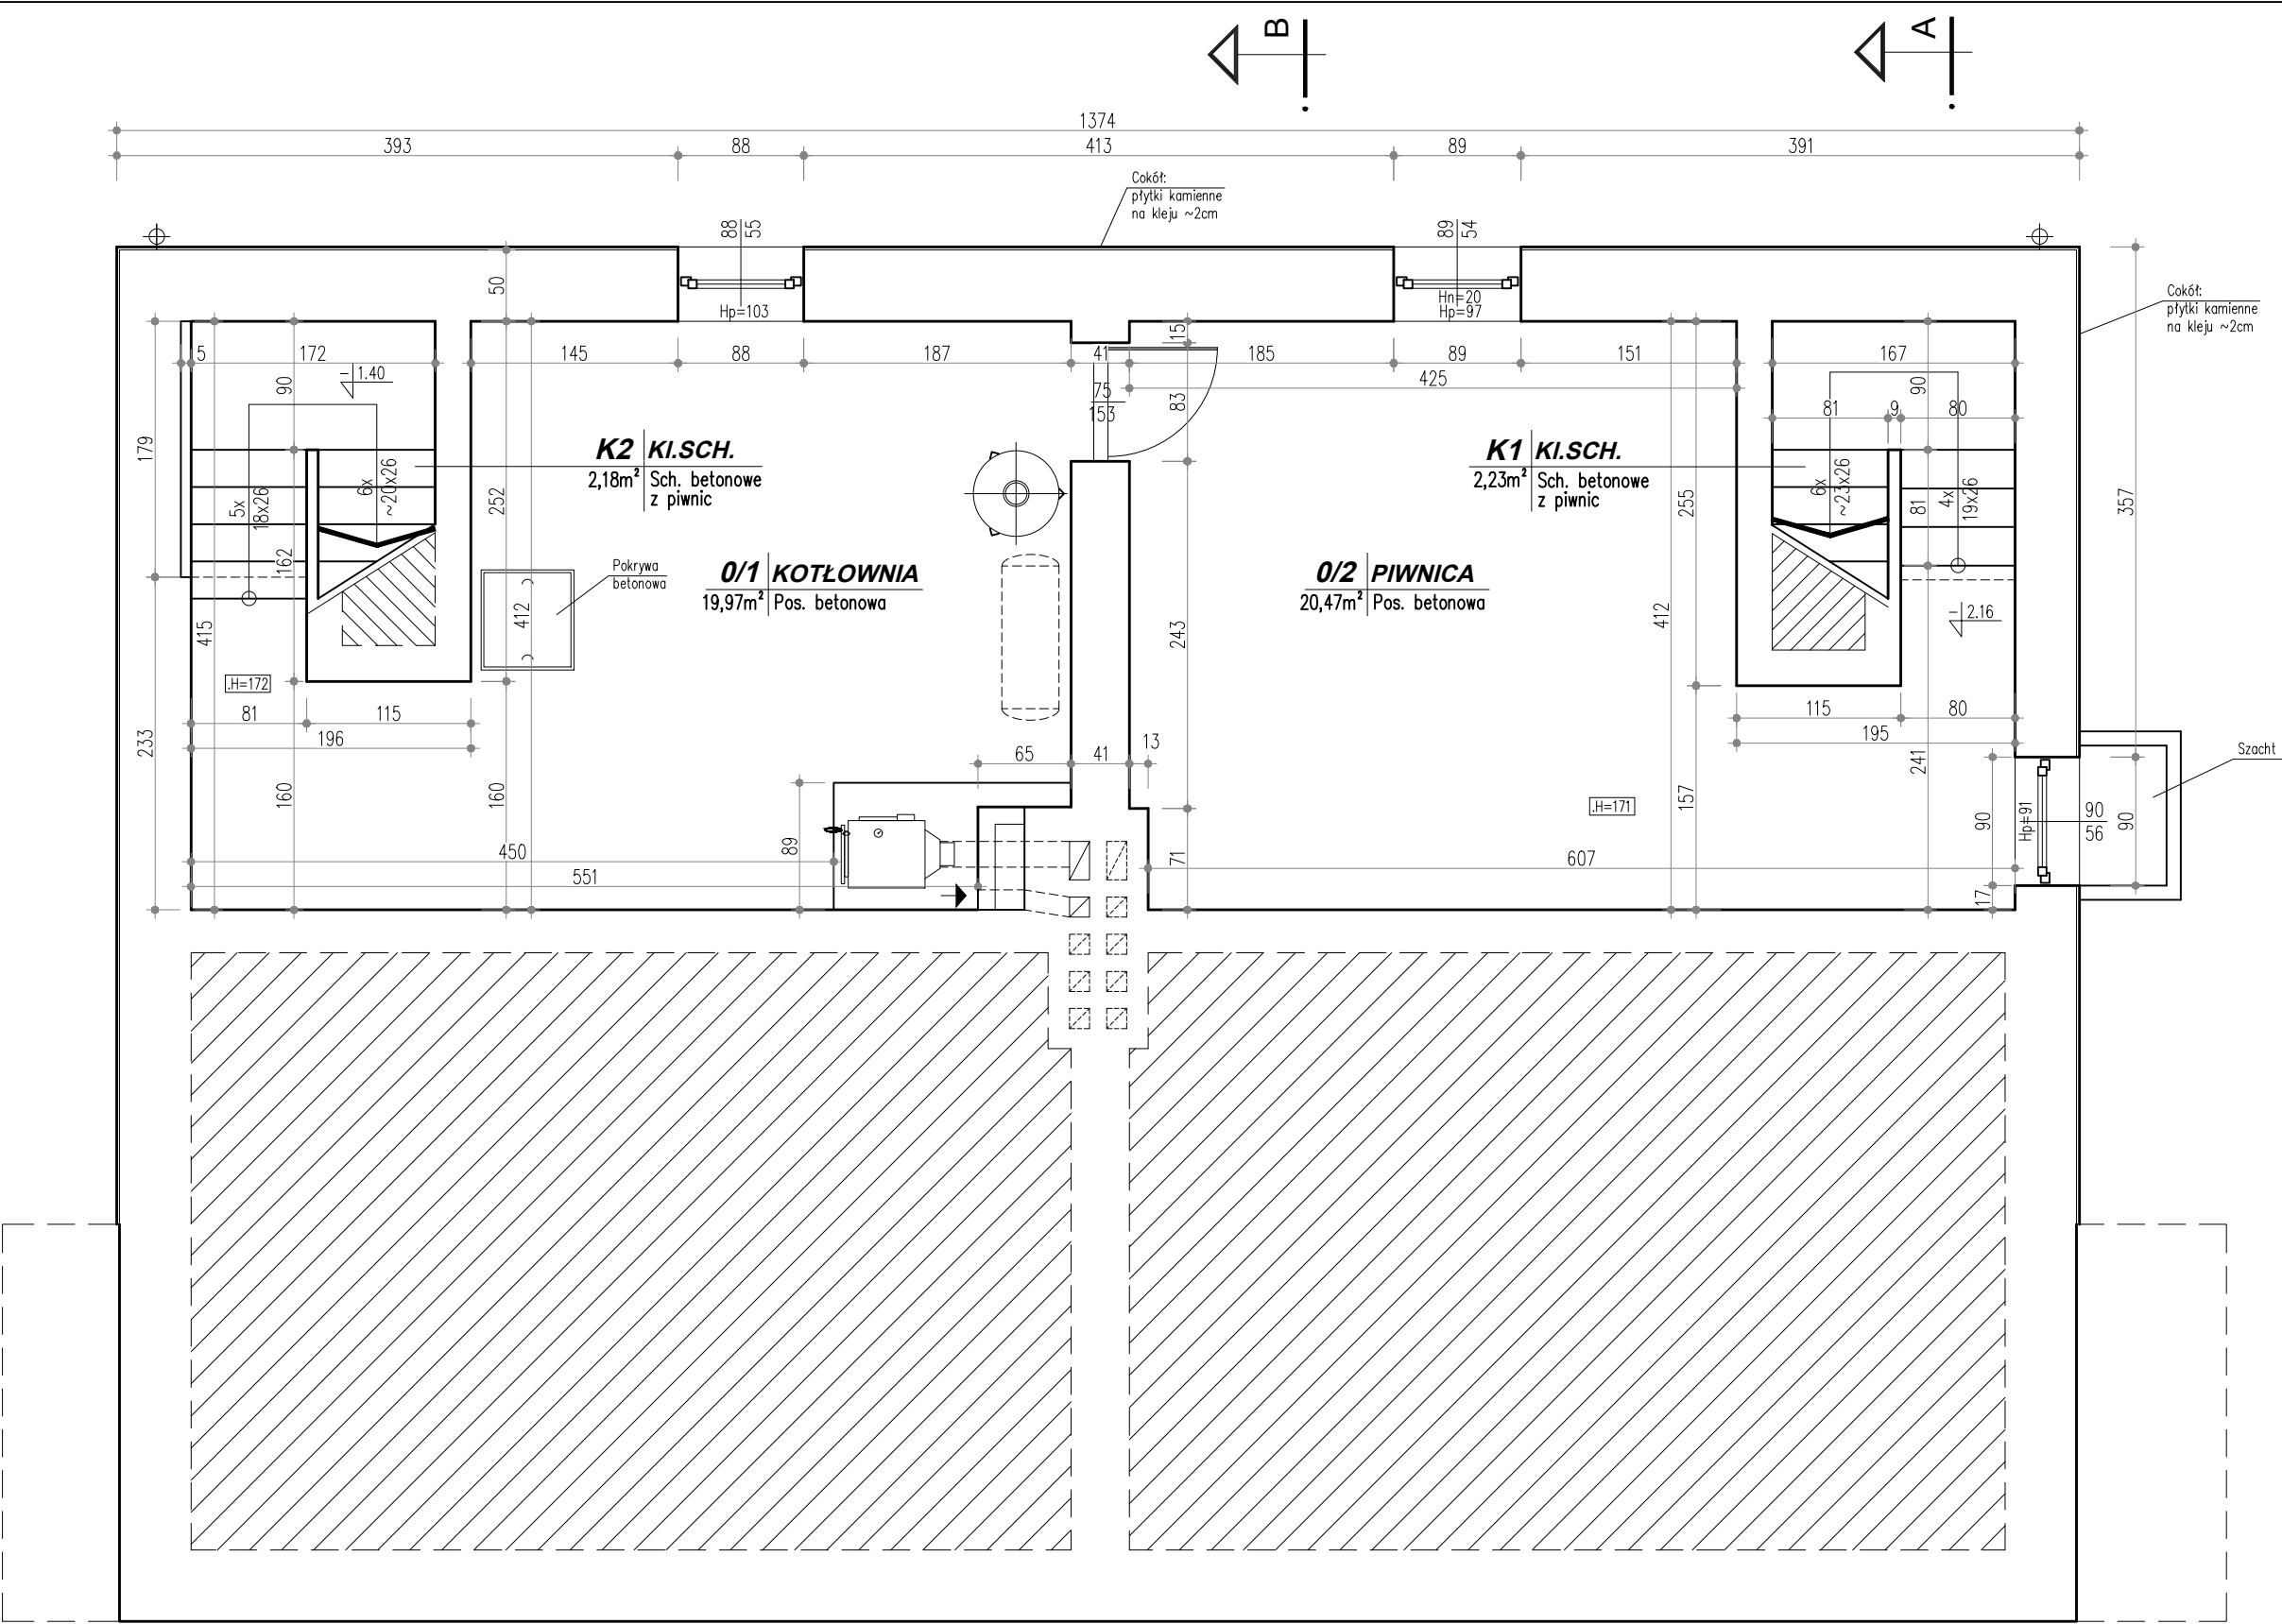 B
A
1374
393
88
413
89
391
Cokół:
płytki kamienne
na kleju ~2cm
88
55
89
54
50
Hp=103
Hn=20
Hp=97
Cokół:
płytki kamienne
na kleju ~2cm
15
5
172
145
88
187
41
185
89
151
167
425
-1.40
90
75
153
83
90
81
9
80
179
K2 KI.SCH.
2,18m² Sch. betonowe
z piwnic
K1 KI.SCH.
2,23m² Sch. betonowe
z piwnic
5x
18x26
6x
~20x26
252
255
6x
~23x26
81
4x
19x26
357
162
Pokrywa
betonowa
0/1 KOTŁOWNIA
19,97m² Pos. betonowa
0/2 PIWNICA
20,47m² Pos. betonowa
415
412
243
412
-2.16
.H=172
81
115
196
115
80
195
233
160
160
65
41
13
241
Szacht
157
.H=171
89
450
551
71
607
90
Hp=91
90
56
90
17